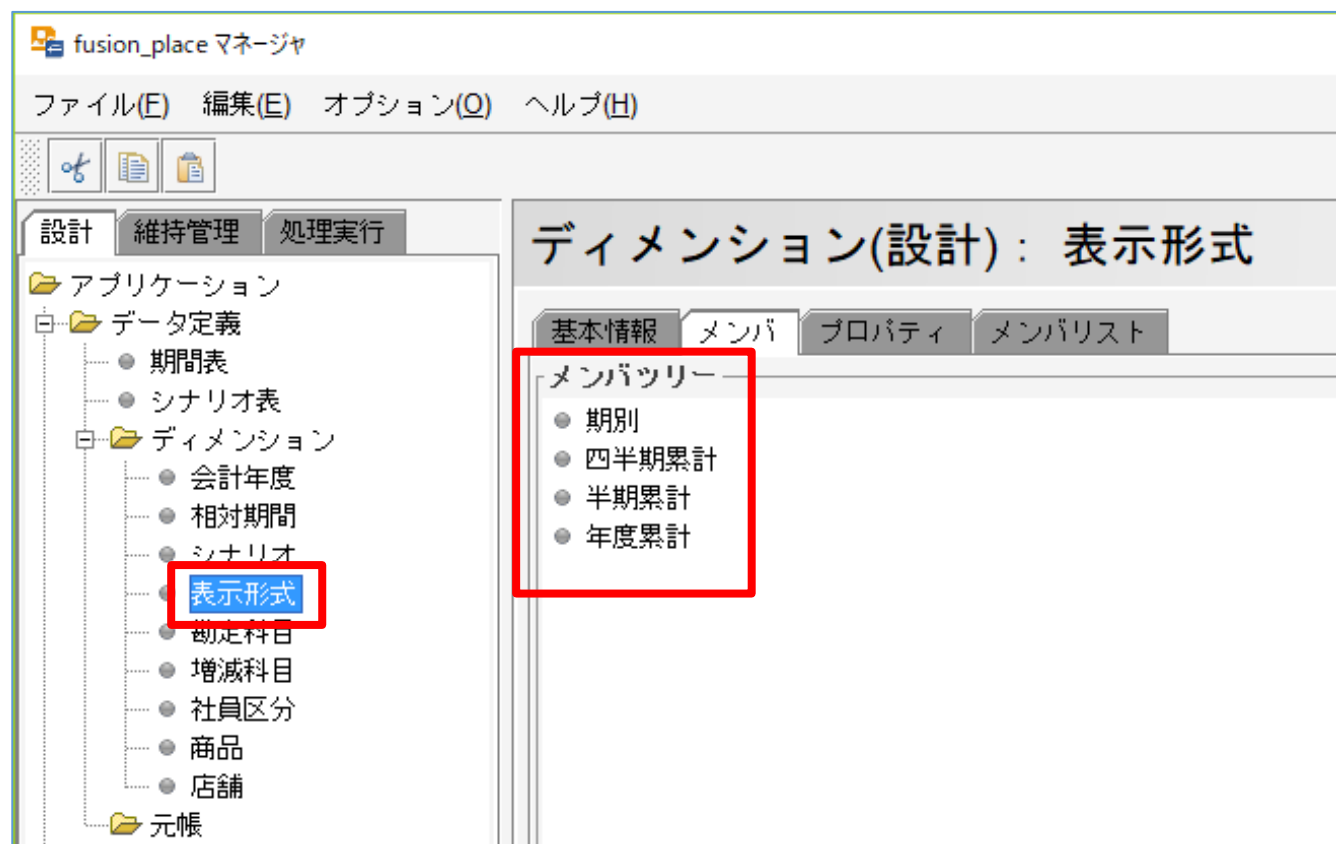 fusion_place マネージャ
ファイル(F) 編集(E) オプション(O) ヘルプ(H)
設計 維持管理 処理実行
アプリケーション
データ定義
期間表
シナリオ表
ディメンション
会計年度
相対期間
シナリオ
表示形式
勘定科目
増減科目
社員区分
商品
店舗
元帳
ディメンション(設計)： 表示形式
基本情報 メンバ プロパティ メンバリスト
メンバツリー
期別
四半期累計
半期累計
年度累計